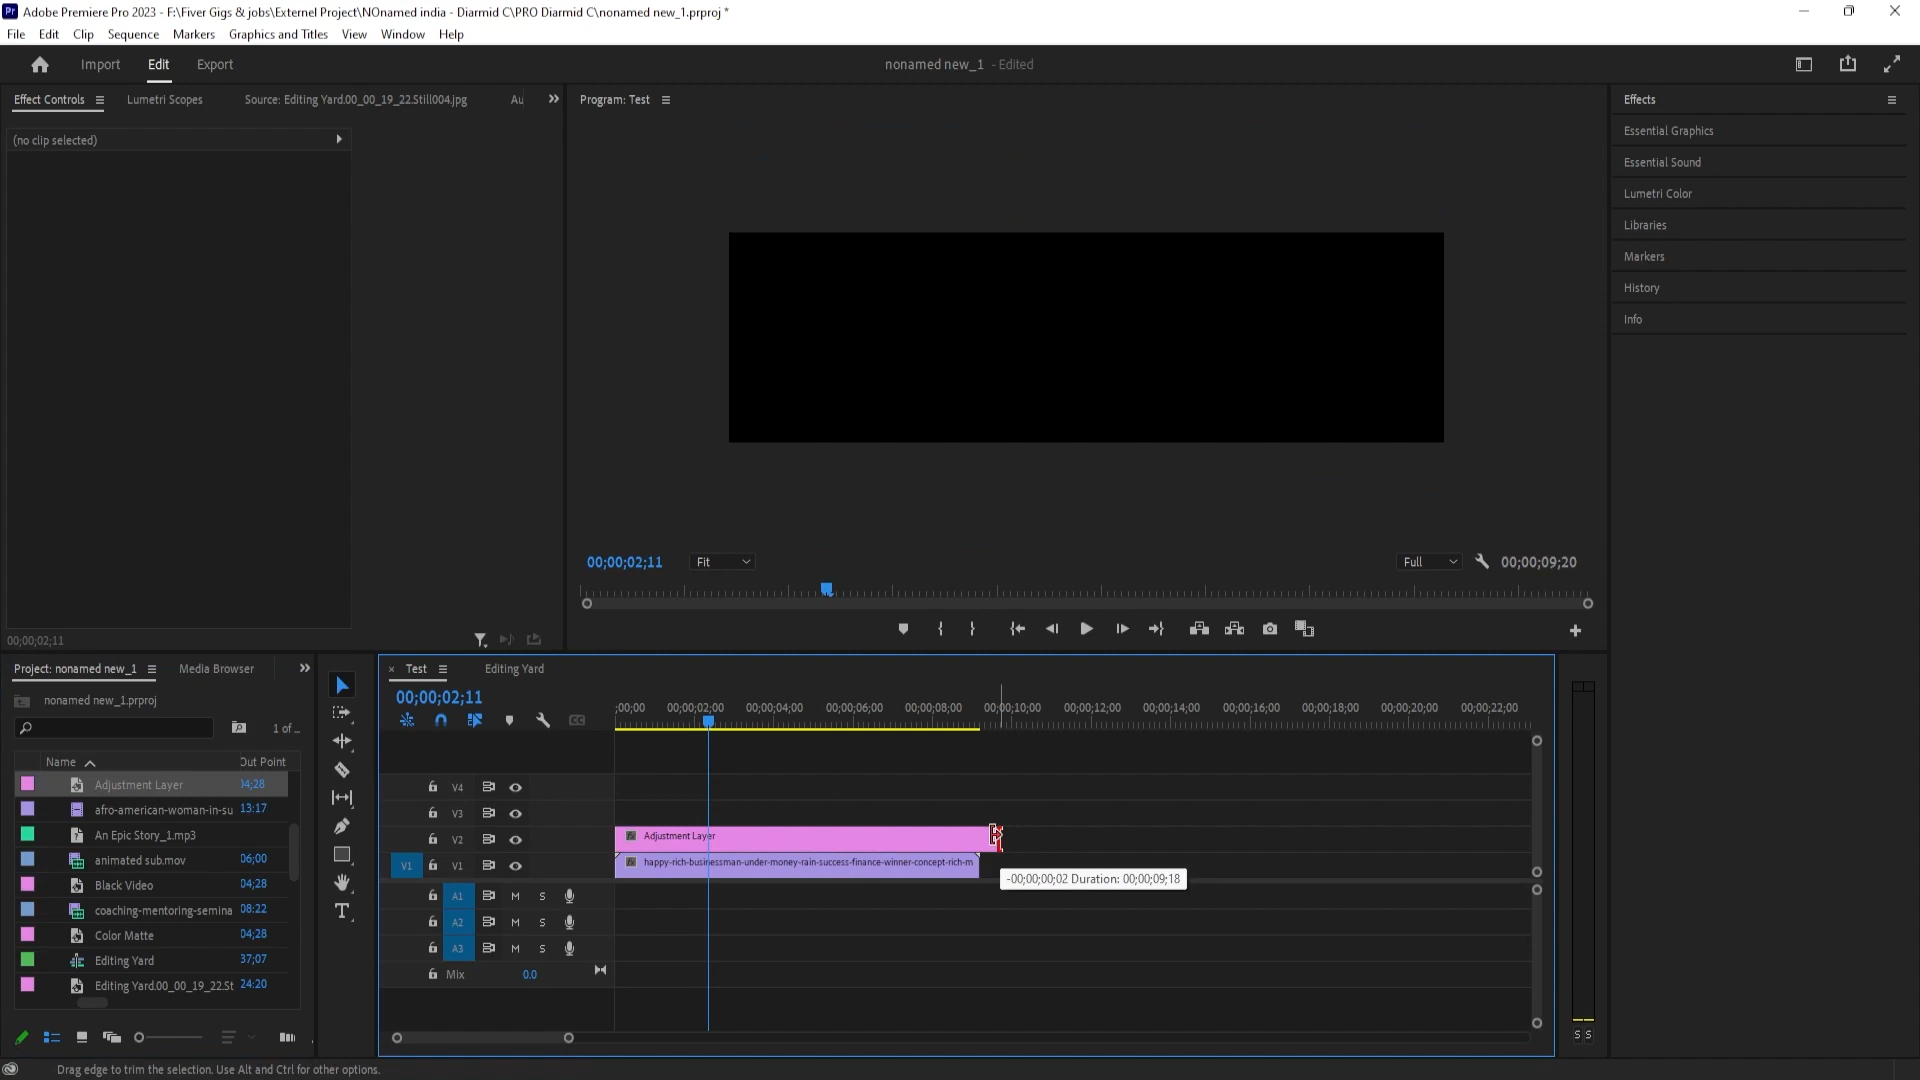 Adobe Premiere Pro 2023 - F:\Fiver Gigs & jobs\Externel Project\NOnamed india - Diarmid C\PRO Diarmid C\nonamed new_1.prproj *
File Edit Clip Sequence Markers Graphics and Titles View Window Help
Import Edit Export
nonamed new_1 - Edited
Effect Controls Lumetri Scopes Source: Editing Yard.00_00_19_22.Still004.jpg Au
(no clip selected)
00;00;02;11
Program: Test
00;00;02;11 Fit Full 00;00;09;20
Effects
Essential Graphics
Essential Sound
Lumetri Color
Libraries
Markers
History
Info
Project: nonamed new_1 Media Browser
nonamed new_1.prproj
1 of ...
Name Out Point
Adjustment Layer 04;28
afro-american-woman-in-su 13:17
An Epic Story_1.mp3
animated sub.mov 06;00
Black Video 04;28
coaching-mentoring-semina 08:22
Color Matte 04;28
Editing Yard 37;07
Editing Yard.00_00_19_22.St 24:20
Test Editing Yard
00;00;02;11
;00;00 00;00;02;00 00;00;04;00 00;00;06;00 00;00;08;00 00;00;10;00 00;00;12;00 00;00;14;00 00;00;16;00 00;00;18;00 00;00;20;00 00;00;22;00
V4
V3
V2 Adjustment Layer
V1 V1 happy-rich-businessman-under-money-rain-success-finance-winner-concept-rich-m
-00;00;00;02 Duration: 00;00;09;18
A1 M S
A2 M S
A3 M S
Mix 0.0
S S
Drag edge to trim the selection. Use Alt and Ctrl for other options.